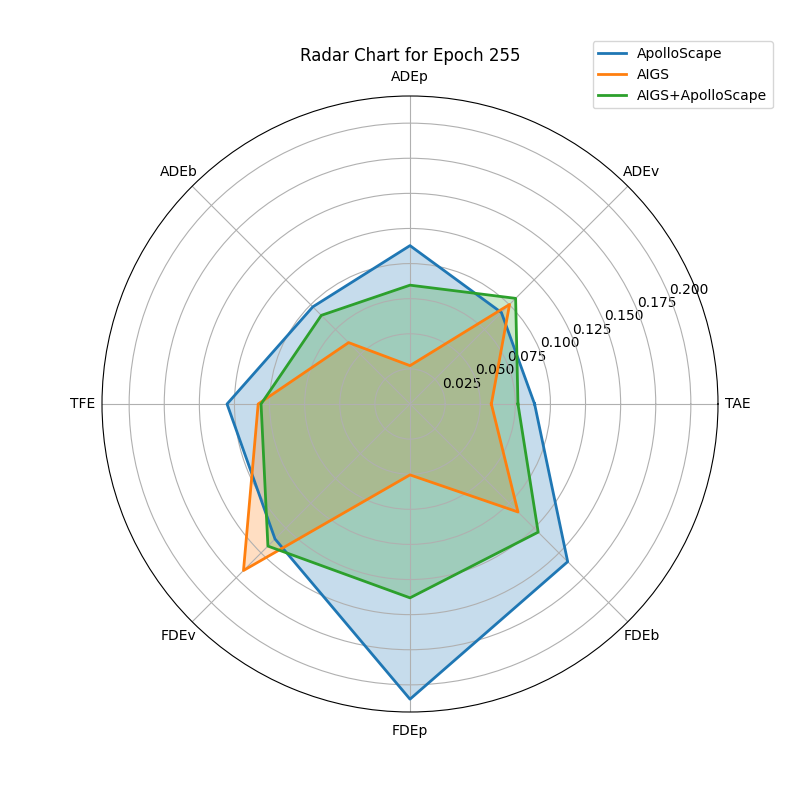 Radar Chart for Epoch 255
ApolloScape
AIGS
AIGS+ApolloScape
ADEp
ADEb
ADEv
TFE
TAE
0.025
0.050
0.075
0.100
0.125
0.150
0.175
0.200
FDEv
FDEb
FDEp